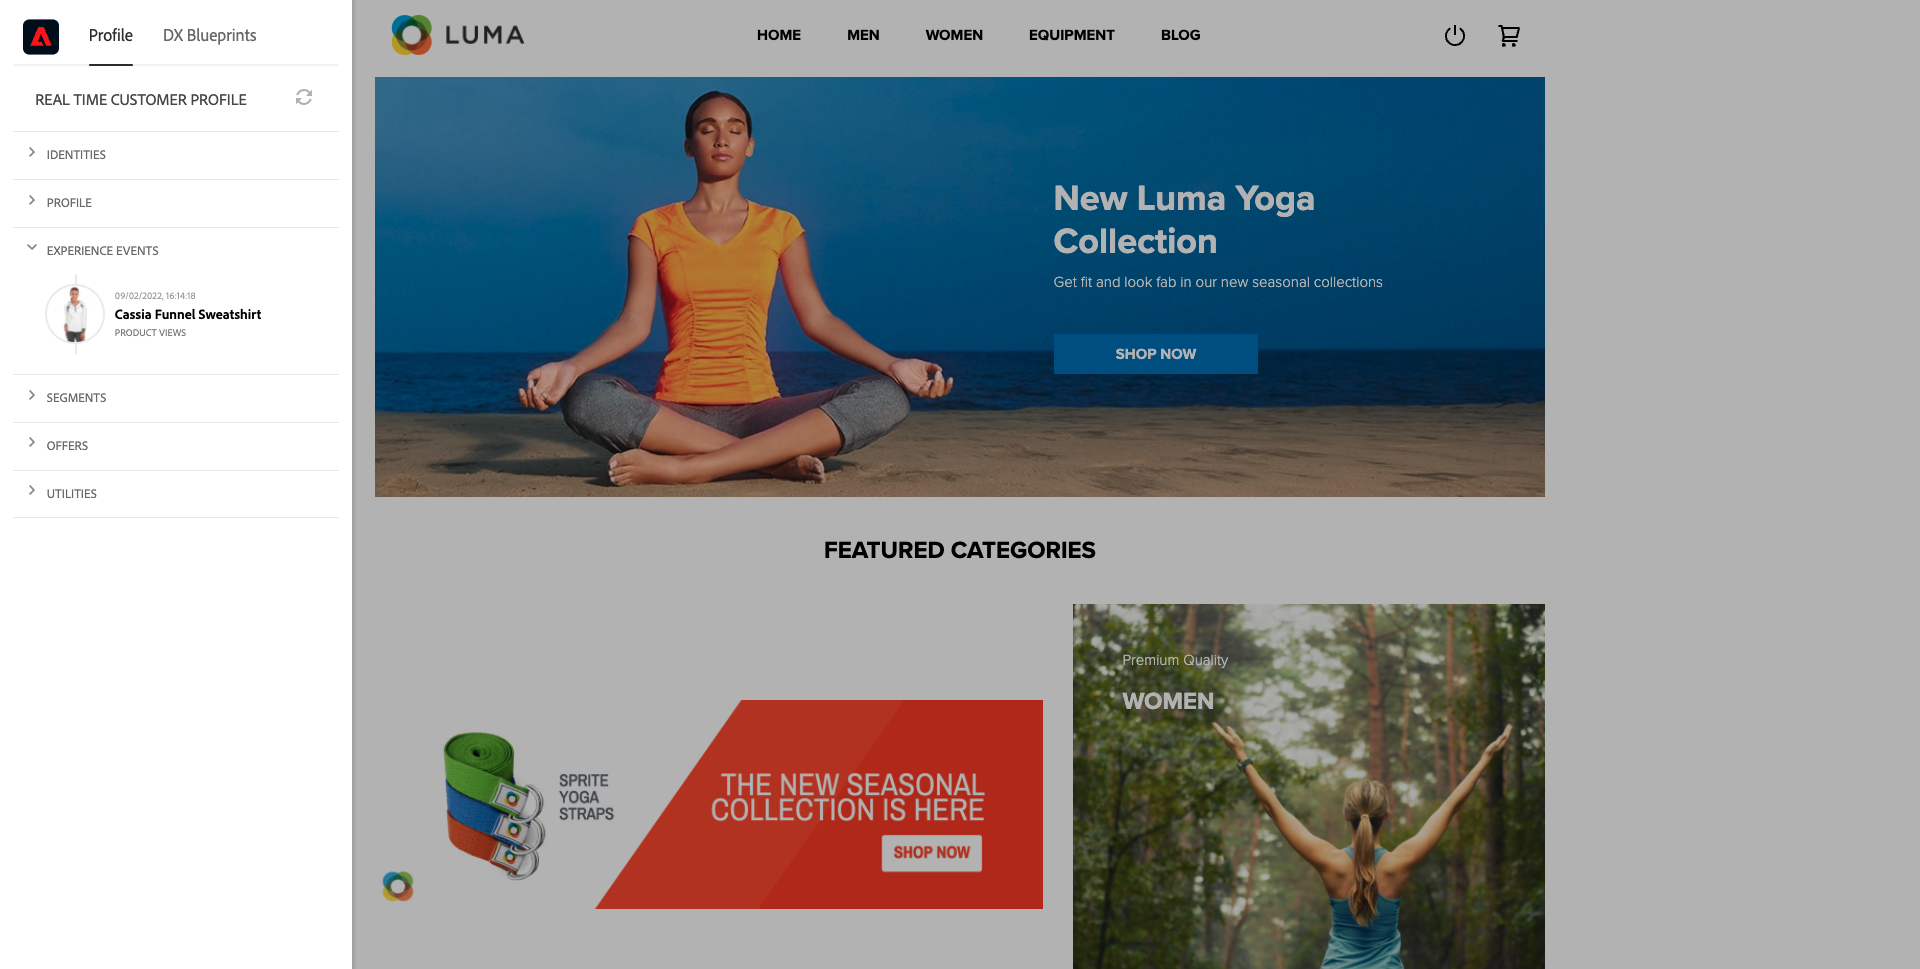 Profile
DX Blueprints
REAL TIME CUSTOMER PROFILE
IDENTITIES
PROFILE
EXPERIENCE EVENTS
09/02/2022, 16:14:18
Cassia Funnel Sweatshirt
PRODUCT VIEWS
SEGMENTS
OFFERS
UTILITIES
LUMA
HOME
MEN
WOMEN
EQUIPMENT
BLOG
New Luma Yoga
Collection
Get fit and look fab in our new seasonal collections
SHOP NOW
FEATURED CATEGORIES
SPRITE
YOGA
STRAPS
THE NEW SEASONAL
COLLECTION IS HERE
SHOP NOW
Premium Quality
WOMEN